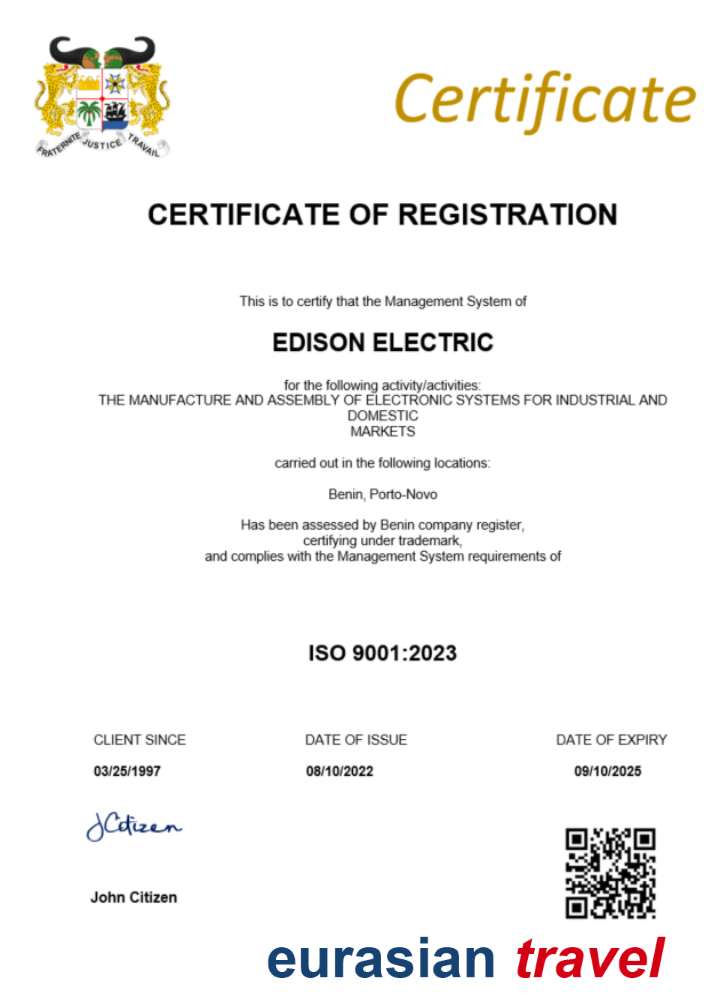 FRATERNITE JUSTICE TRAVAIL
Certificate
CERTIFICATE OF REGISTRATION
This is to certify that the Management System of
EDISON ELECTRIC
for the following activity/activities:
THE MANUFACTURE AND ASSEMBLY OF ELECTRONIC SYSTEMS FOR INDUSTRIAL AND
DOMESTIC
MARKETS
carried out in the following locations:
Benin, Porto-Novo
Has been assessed by Benin company register,
certifying under trademark,
and complies with the Management System requirements of
ISO 9001:2023
CLIENT SINCE DATE OF ISSUE DATE OF EXPIRY
03/25/1997 08/10/2022 09/10/2025
JCitizen
John Citizen
eurasian travel